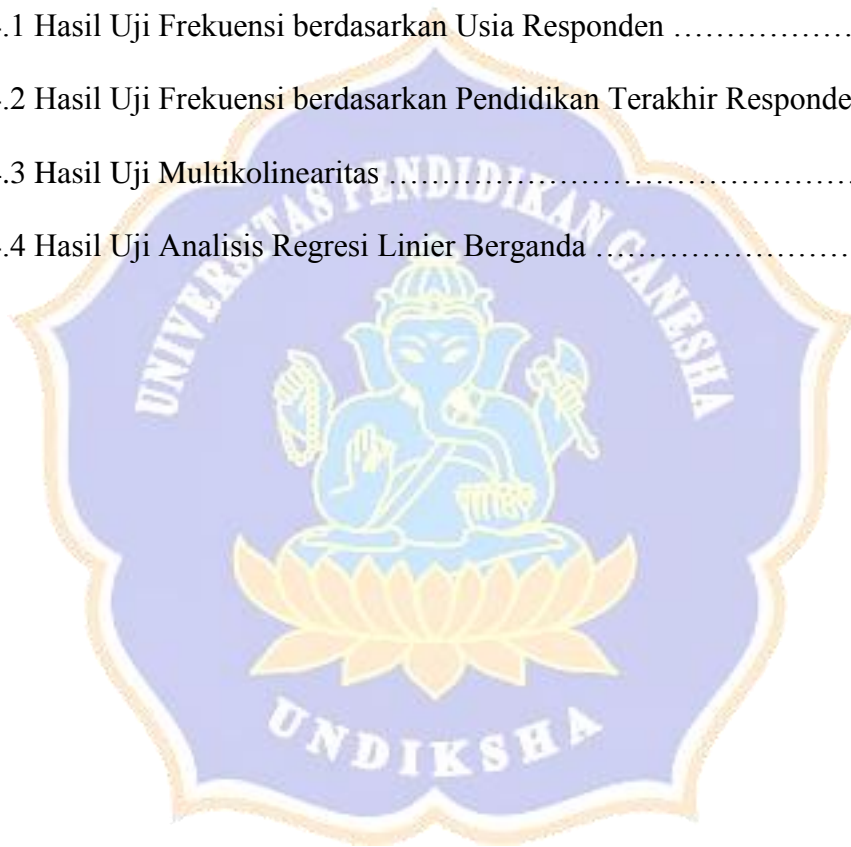 .1 Hasil Uji Frekuensi berdasarkan Usia Responden ……………….
.2 Hasil Uji Frekuensi berdasarkan Pendidikan Terakhir Responde
.3 Hasil Uji Multikolinearitas ……………………………………………….
.4 Hasil Uji Analisis Regresi Linier Berganda ……………………….
UNIVERSITAS PENDIDIKAN GANESHA
UNDIKSHA